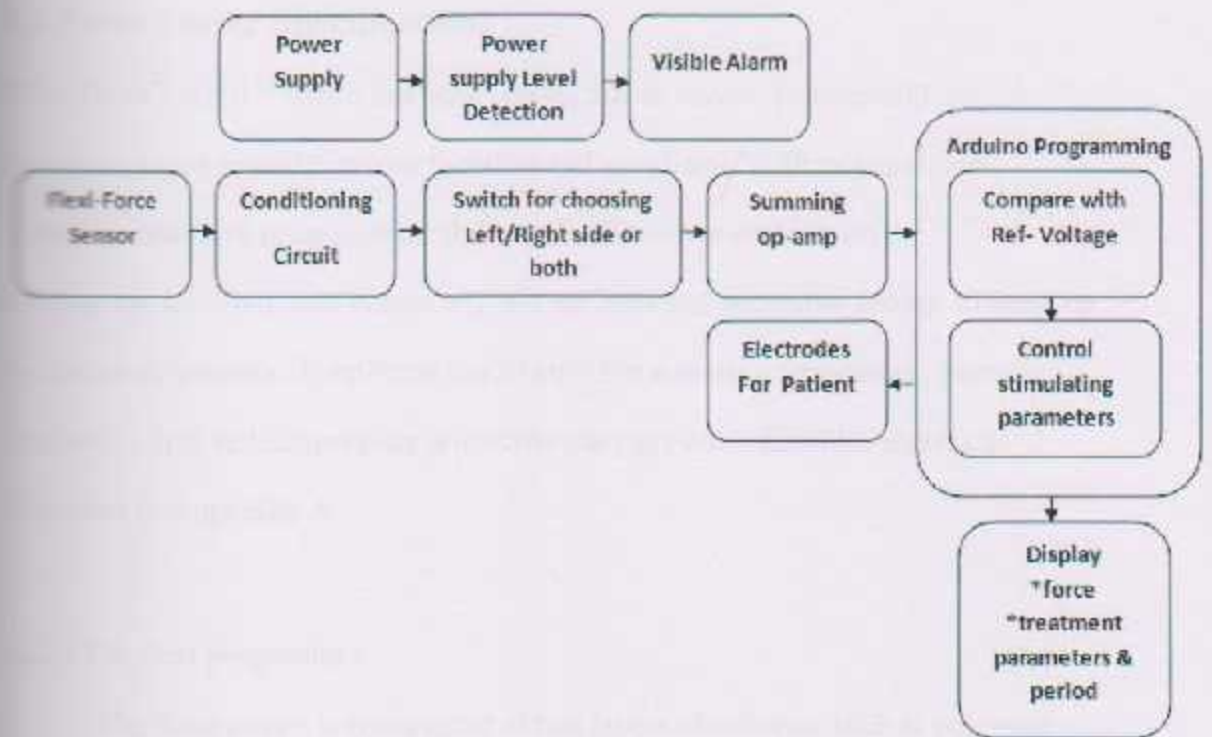 Power
Supply
Power
supply Level
Detection
Visible Alarm
Flexi-Force
Sensor
Conditioning
Circuit
Switch for choosing
Left/Right side or
both
Summing
op-amp
Arduino Programming
Compare with
Ref- Voltage
Control
stimulating
parameters
Electrodes
For Patient
Display
*force
*treatment
parameters &
period